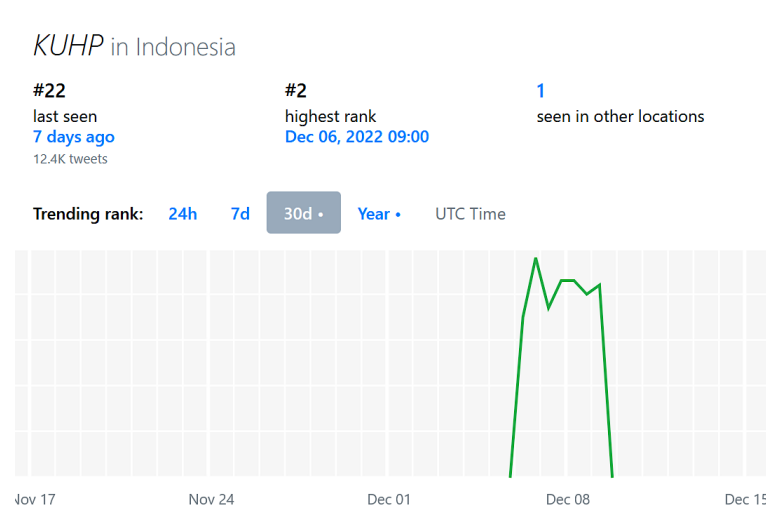 KUHP in Indonesia
#22
last seen
7 days ago
12.4K tweets
#2
highest rank
Dec 06, 2022 09:00
1
seen in other locations
Trending rank: 24h 7d 30d • Year • UTC Time
Nov 17 Nov 24 Dec 01 Dec 08 Dec 15